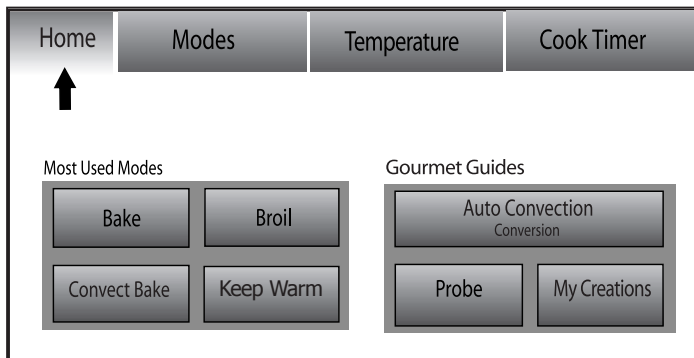 Home Modes Temperature Cook Timer
Most Used Modes
Bake Broil
Convect Bake Keep Warm
Gourmet Guides
Auto Convection
Conversion
Probe My Creations